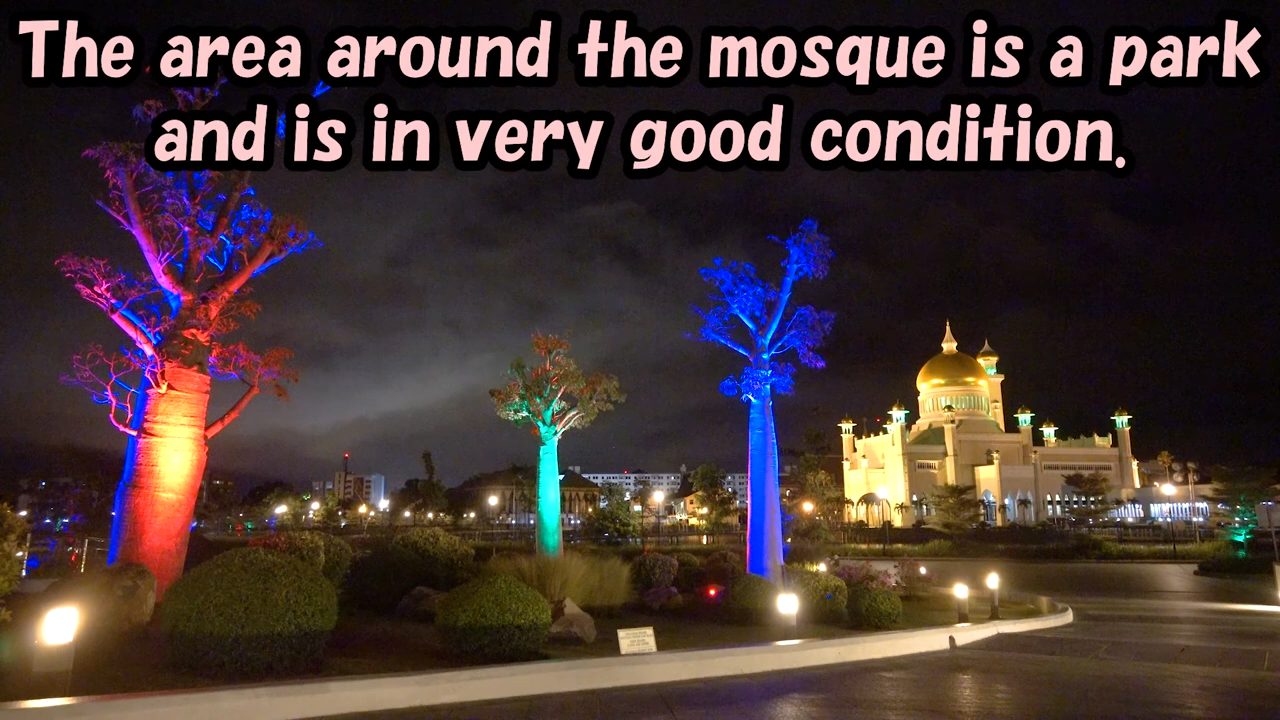 The area around the mosque is a park
and is in very good condition.